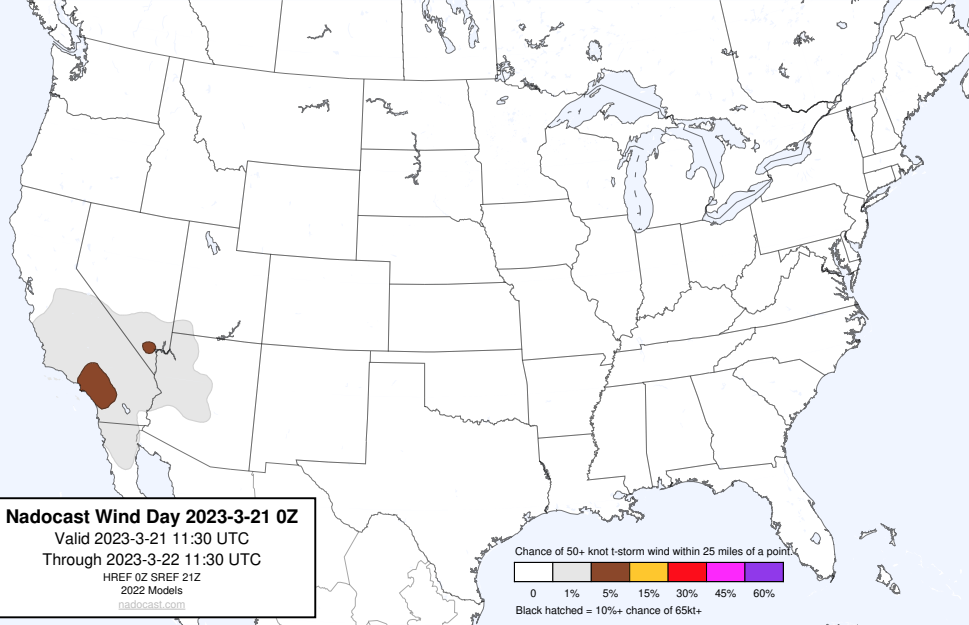 Nadocast Wind Day 2023-3-21 0Z
Valid 2023-3-21 11:30 UTC
Through 2023-3-22 11:30 UTC
HREF 0Z SREF 21Z
2022 Models
nadocast.com
Chance of 50+ knot t-storm wind within 25 miles of a point.
0 1% 5% 15% 30% 45% 60%
Black hatched = 10%+ chance of 65kt+